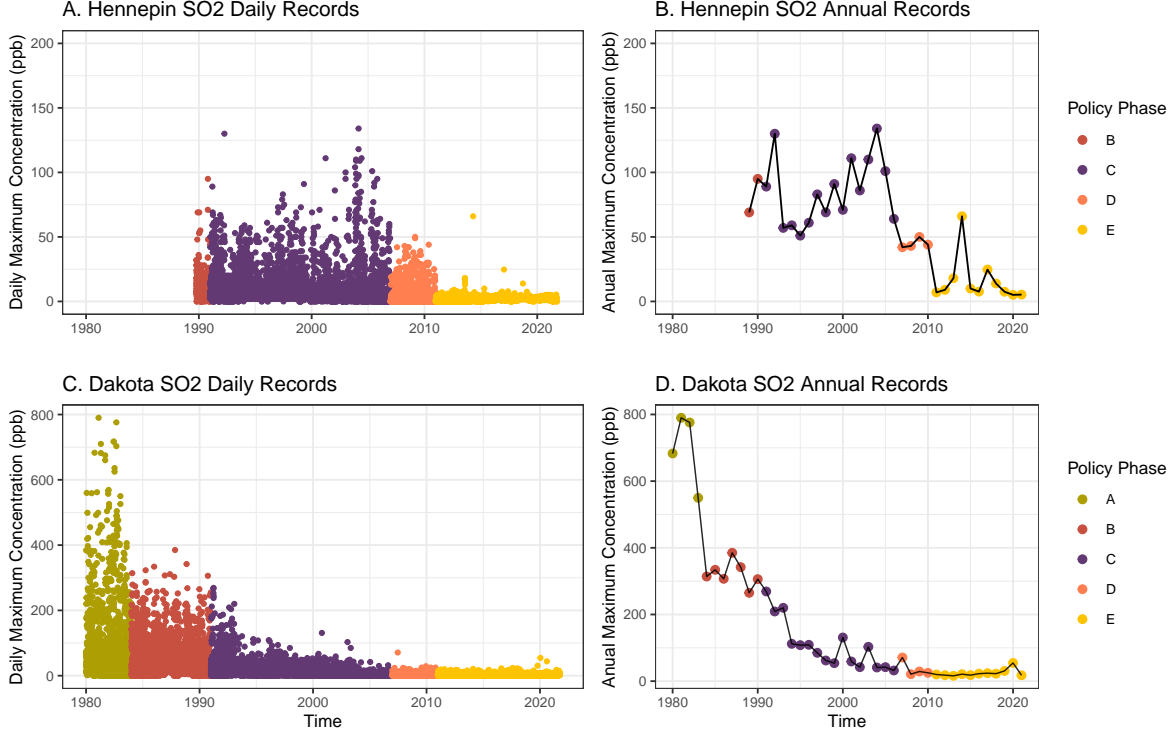 A. Hennepin SO2 Daily Records
Daily Maximum Concentration (ppb)
200
150
100
50
0
1980 1990 2000 2010 2020
B. Hennepin SO2 Annual Records
Anual Maximum Concentration (ppb)
200
150
100
50
0
1980 1990 2000 2010 2020
Policy Phase
B
C
D
E
C. Dakota SO2 Daily Records
Daily Maximum Concentration (ppb)
800
600
400
200
0
1980 1990 2000 2010 2020
Time
D. Dakota SO2 Annual Records
Anual Maximum Concentration (ppb)
800
600
400
200
0
1980 1990 2000 2010 2020
Time
Policy Phase
A
B
C
D
E